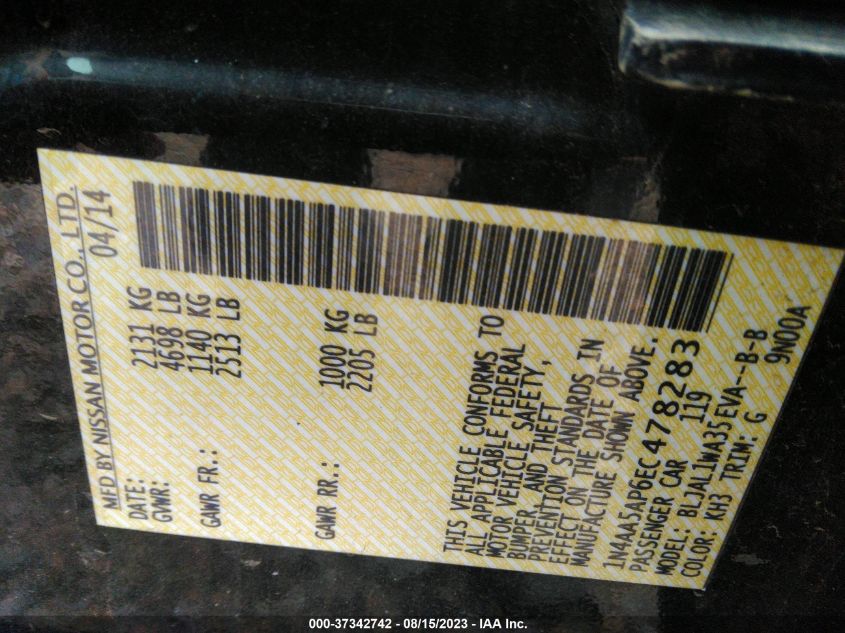 MFD BY NISSAN MOTOR CO., LTD.
DATE: 04/14
GVWR: 2131 KG
4698 LB
GAWR FR.: 1140 KG
2513 LB
GAWR RR.: 1000 KG
2205 LB
THIS VEHICLE CONFORMS TO
ALL APPLICABLE FEDERAL
MOTOR VEHICLE SAFETY,
BUMPER, AND THEFT
PREVENTION STANDARDS IN
EFFECT ON THE DATE OF
MANUFACTURE SHOWN ABOVE.
1N4AA5AP6EC478283
PASSENGER CAR 119
MODEL: BLJAL1WA35EVA--B-B
COLOR: KH3 TRIM: G 9N00A
000-37342742 - 08/15/2023 - IAA Inc.